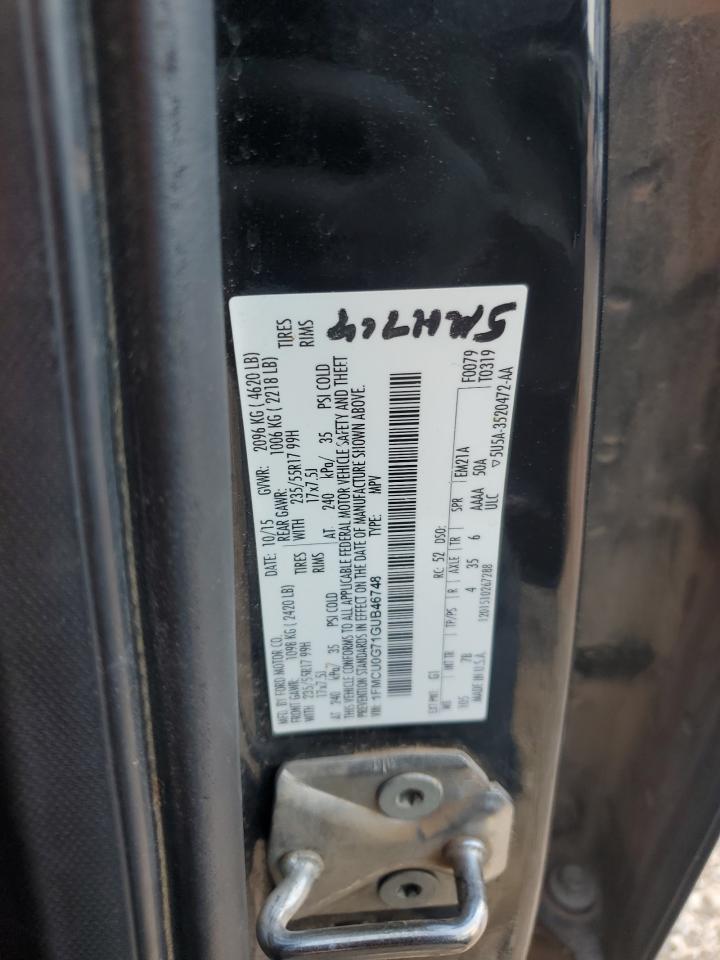 MFD. BY FORD MOTOR CO. DATE: 10/15 GVWR: 2096 KG ( 4620 LB)
FRONT GAWR: 1098 KG ( 2420 LB) REAR GAWR: 1006 KG ( 2218 LB)
WITH 235/55R17 99H TIRES WITH 235/55R17 99H TIRES
17x7.5J RIMS 17x7.5J RIMS
AT 240 kPa/ 35 PSI COLD AT 240 kPa/ 35 PSI COLD
THIS VEHICLE CONFORMS TO ALL APPLICABLE FEDERAL MOTOR VEHICLE SAFETY AND THEFT
PREVENTION STANDARDS IN EFFECT ON THE DATE OF MANUFACTURE SHOWN ABOVE.
VIN: 1FMCU0G71GUB46748 TYPE: MPV
EXT PNT: G1 RC: 52 DSO: F0079
WB INT TR TP/PS R AXLE TR SPR EM21A T0319
105 7B 4 35 6 AAAA 50A
MADE IN U.S.A. 1201510267288 ULC ▽5U5A-3520472-AA